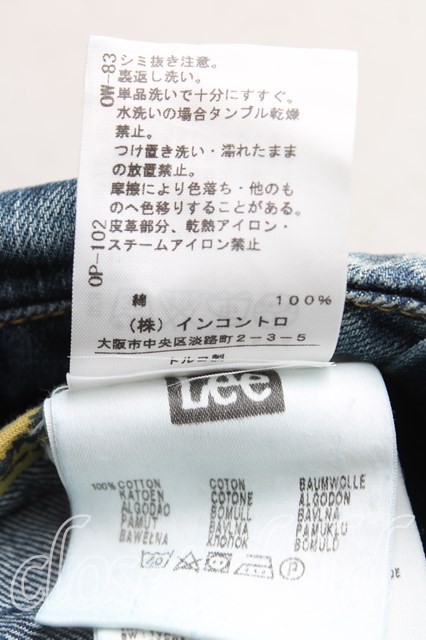 OW-83
シミ抜き注意。
裏返し洗い。
単品洗いで十分にすすぐ。
水洗いの場合タンブル乾燥
禁止。
つけ置き洗い・濡れたまま
の放置禁止。
摩擦により色落ち・他のも
のへ色移りすることがある。
OP-102
皮革部分、乾熱アイロン・
スチームアイロン禁止
綿 100%
(株)インコントロ
大阪市中央区淡路町2-3-5
トルコ製
Lee
100% COTTON COTON BAUMWOLLE
KATOEN COTONE ALGODON
ALGODAO BOMULL BAVLNA
PAMUT BAVLNA PAMUKLU
BAWEŁNA ХЛОПОК BOMULD